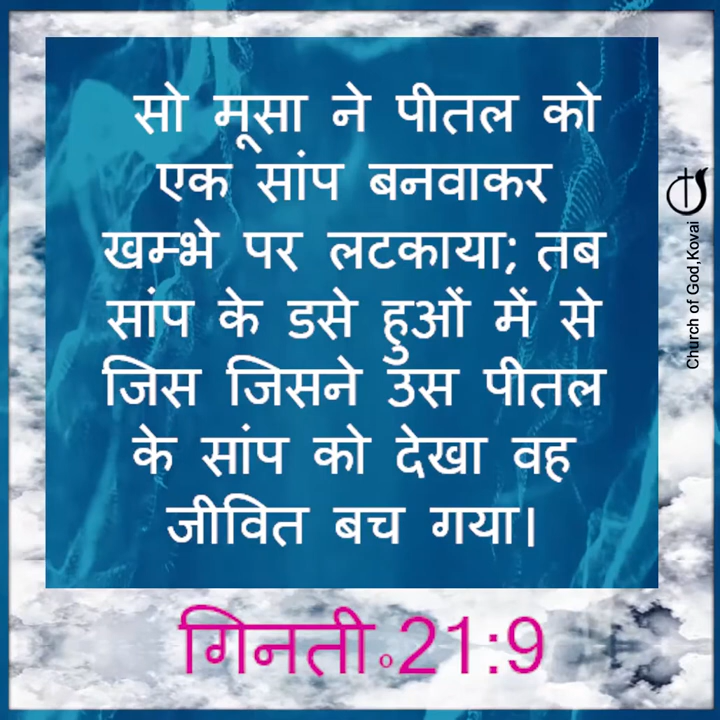 सो मूसा ने पीतल को
एक सांप बनवाकर
खम्भे पर लटकाया; तब
सांप के डसे हुओं में से
जिस जिसने उस पीतल
के सांप को देखा वह
जीवित बच गया।
गिनती॰21:9
Church of God,Kovai